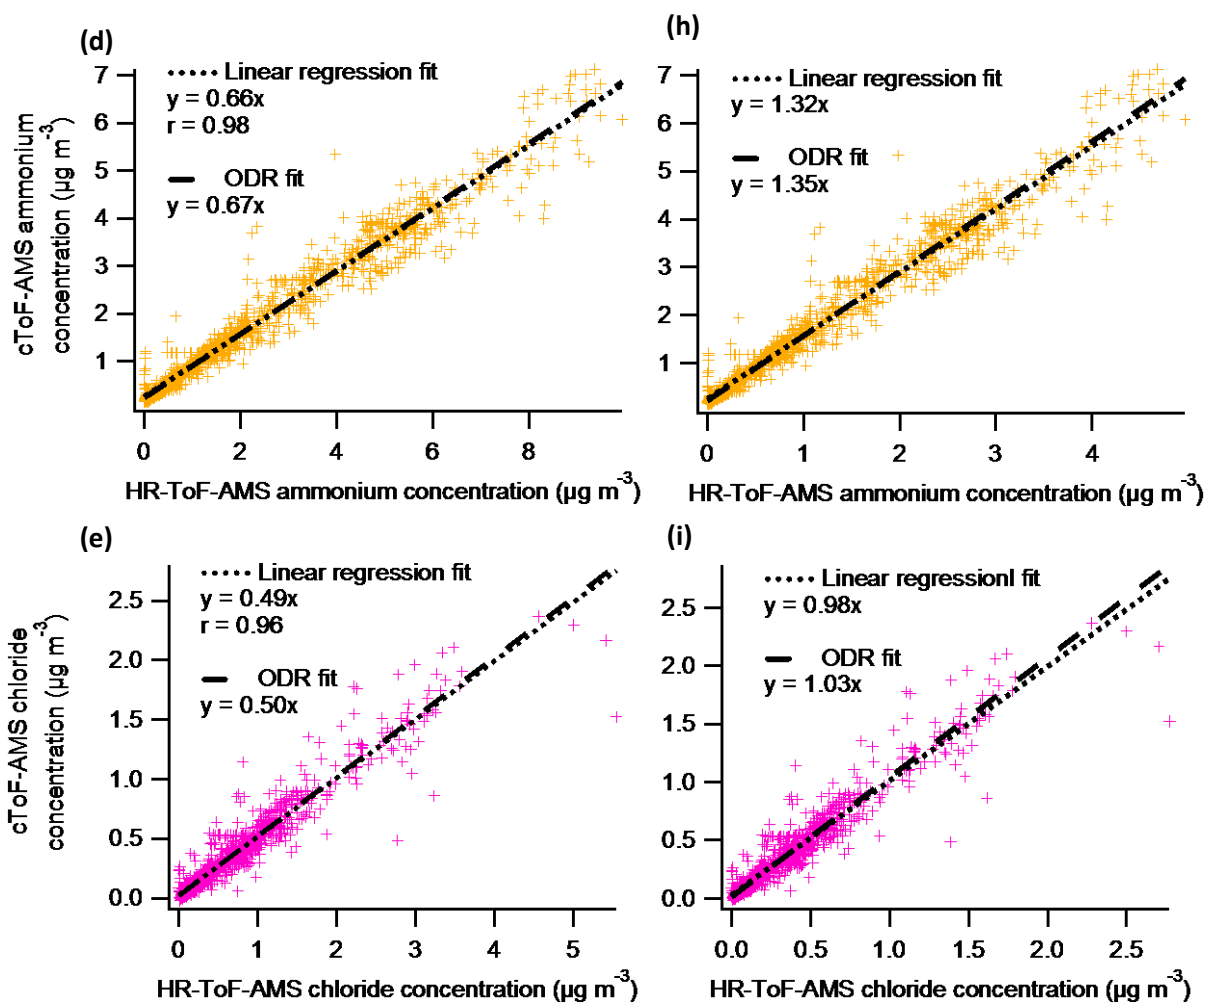 (d)
Linear regression fit
y = 0.66x
r = 0.98
ODR fit
y = 0.67x
7
6
5
4
3
2
1
0 2 4 6 8
cToF-AMS ammonium
concentration (µg m⁻³)
HR-ToF-AMS ammonium concentration (µg m⁻³)
(h)
Linear regression fit
y = 1.32x
ODR fit
y = 1.35x
7
6
5
4
3
2
1
0 1 2 3 4
HR-ToF-AMS ammonium concentration (µg m⁻³)
(e)
Linear regression fit
y = 0.49x
r = 0.96
ODR fit
y = 0.50x
2.5
2.0
1.5
1.0
0.5
0.0
0 1 2 3 4 5
cToF-AMS chloride
concentration (µg m⁻³)
HR-ToF-AMS chloride concentration (µg m⁻³)
(i)
Linear regressionl fit
y = 0.98x
ODR fit
y = 1.03x
2.5
2.0
1.5
1.0
0.5
0.0
0.0 0.5 1.0 1.5 2.0 2.5
HR-ToF-AMS chloride concentration (µg m⁻³)